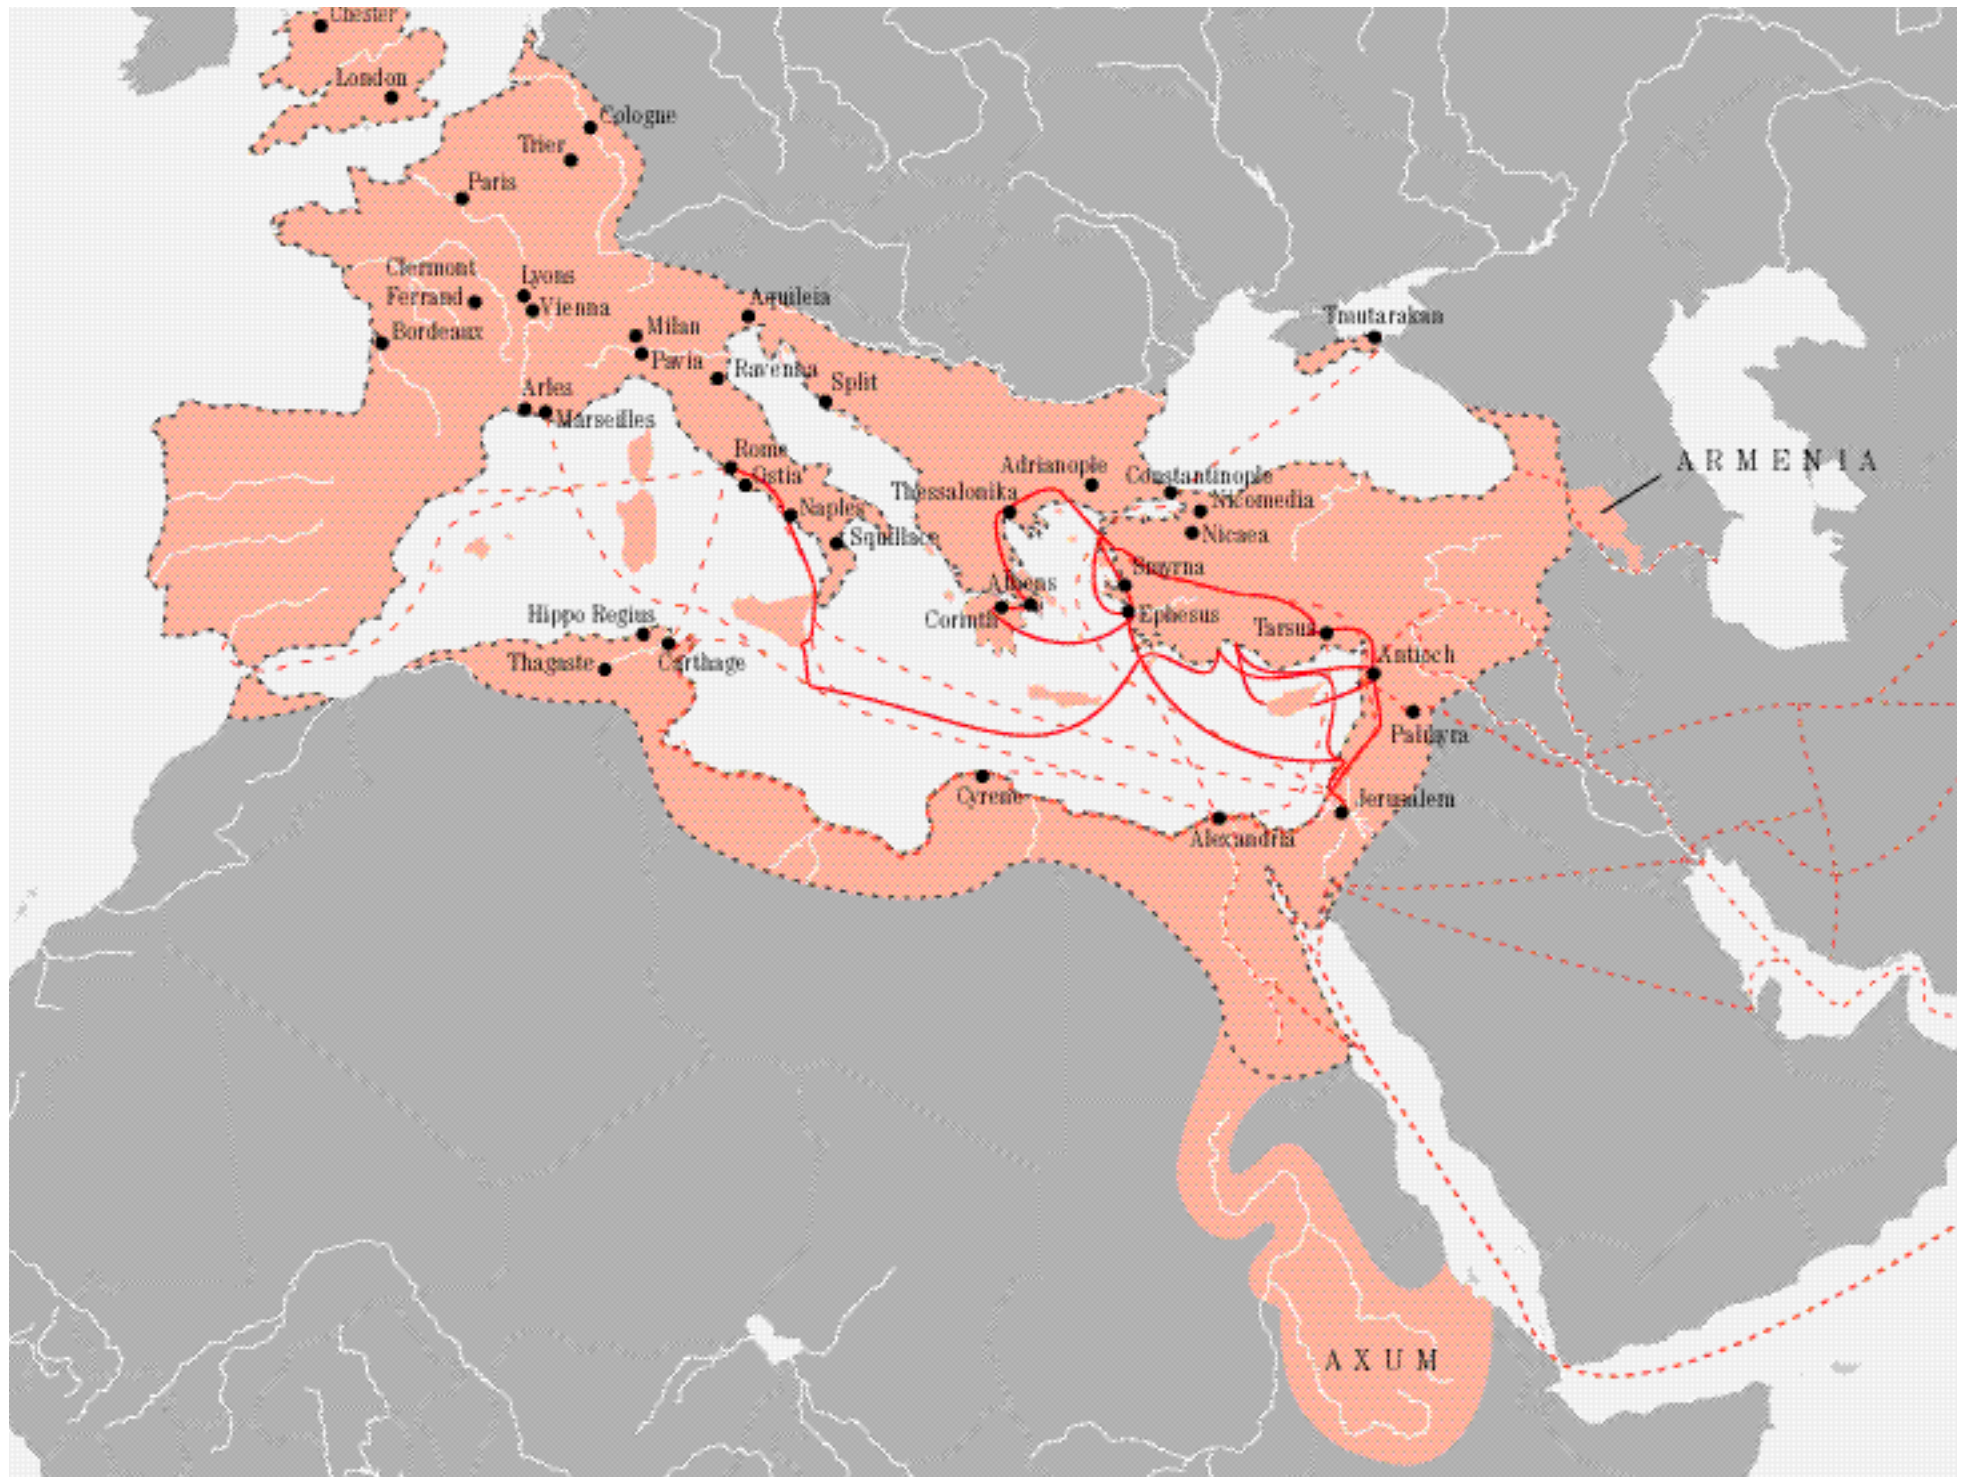 Chester
London
Cologne
Trier
Paris
Clermont
Ferrand
Lyons
Vienna
Bordeaux
Aquileia
Milan
Pavia
Ravenna
Split
Arles
Marseilles
Tmutarakan
Rome
Ostia
Naples
Squillace
Adrianople
Constantinople
Thessalonika
Nicomedia
Nicaea
ARMENIA
Smyrna
Athens
Corinth
Ephesus
Tarsus
Antioch
Hippo Regius
Thagaste
Carthage
Palmyra
Cyrene
Alexandria
Jerusalem
AXUM